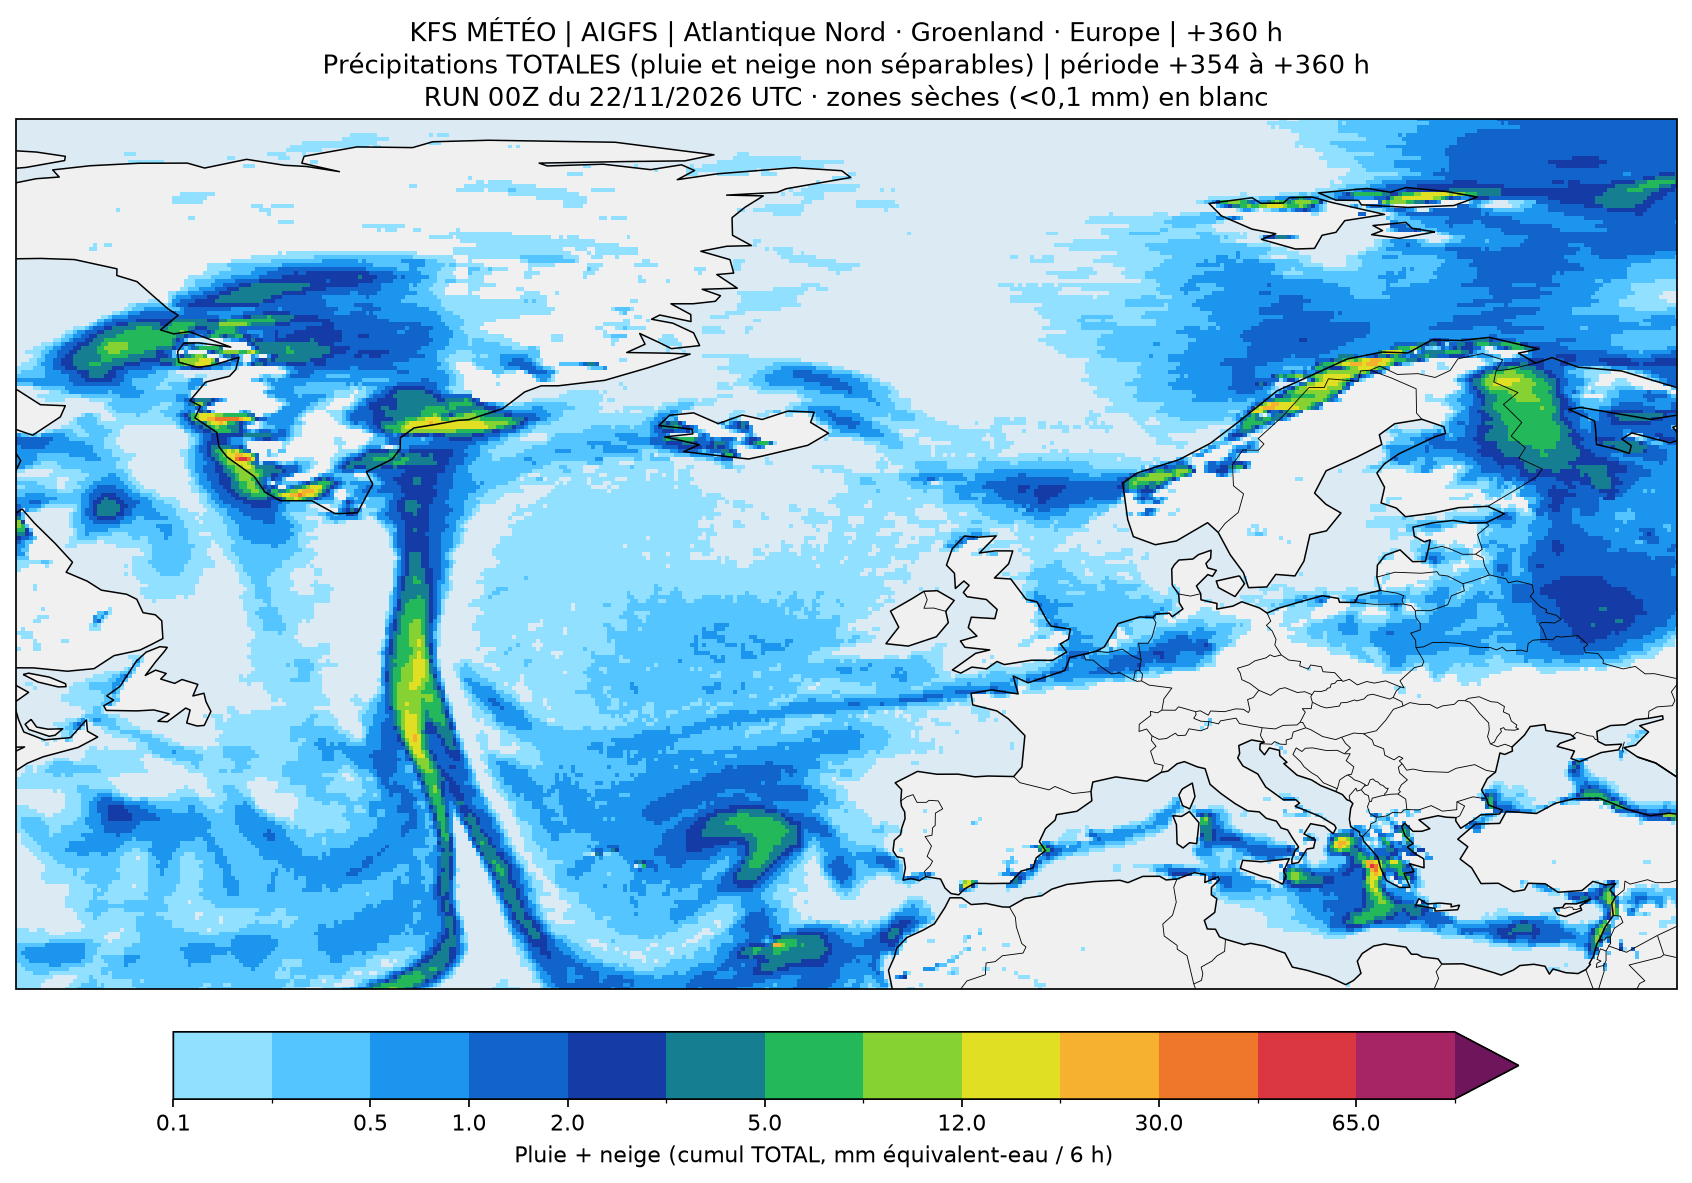 KFS MÉTÉO | AIGFS | Atlantique Nord · Groenland · Europe | +360 h
Précipitations TOTALES (pluie et neige non séparables) | période +354 à +360 h
RUN 00Z du 22/11/2026 UTC · zones sèches (<0,1 mm) en blanc
0.1 0.5 1.0 2.0 5.0 12.0 30.0 65.0
Pluie + neige (cumul TOTAL, mm équivalent-eau / 6 h)